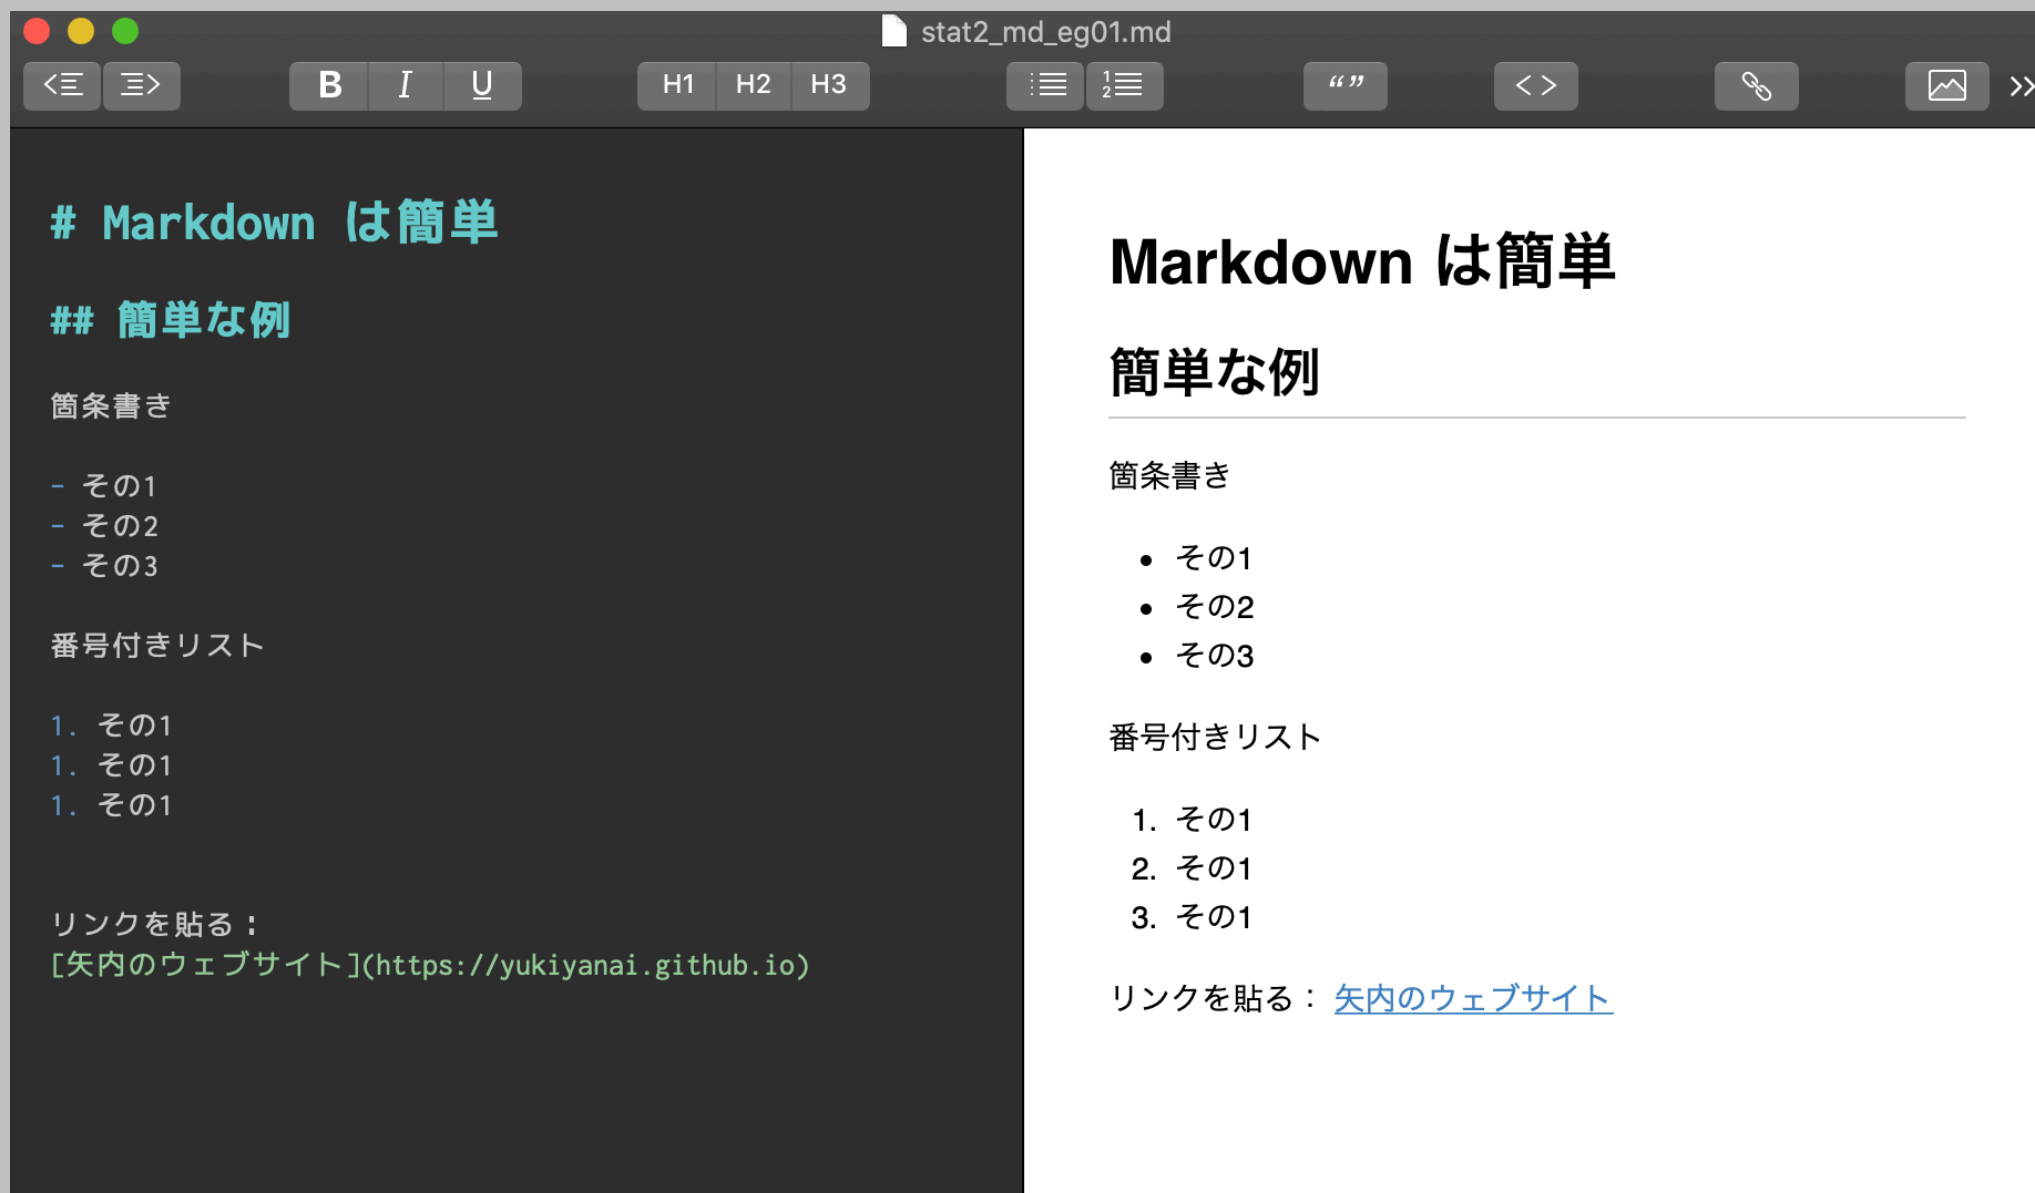 stat2_md_eg01.md
B I U H1 H2 H3 “ ” < >
# Markdown は簡単
## 簡単な例
箇条書き
- その1
- その2
- その3
番号付きリスト
1. その1
1. その1
1. その1
リンクを貼る：
[矢内のウェブサイト](https://yukiyanai.github.io)
Markdown は簡単
簡単な例
箇条書き
• その1
• その2
• その3
番号付きリスト
1. その1
2. その1
3. その1
リンクを貼る： 矢内のウェブサイト